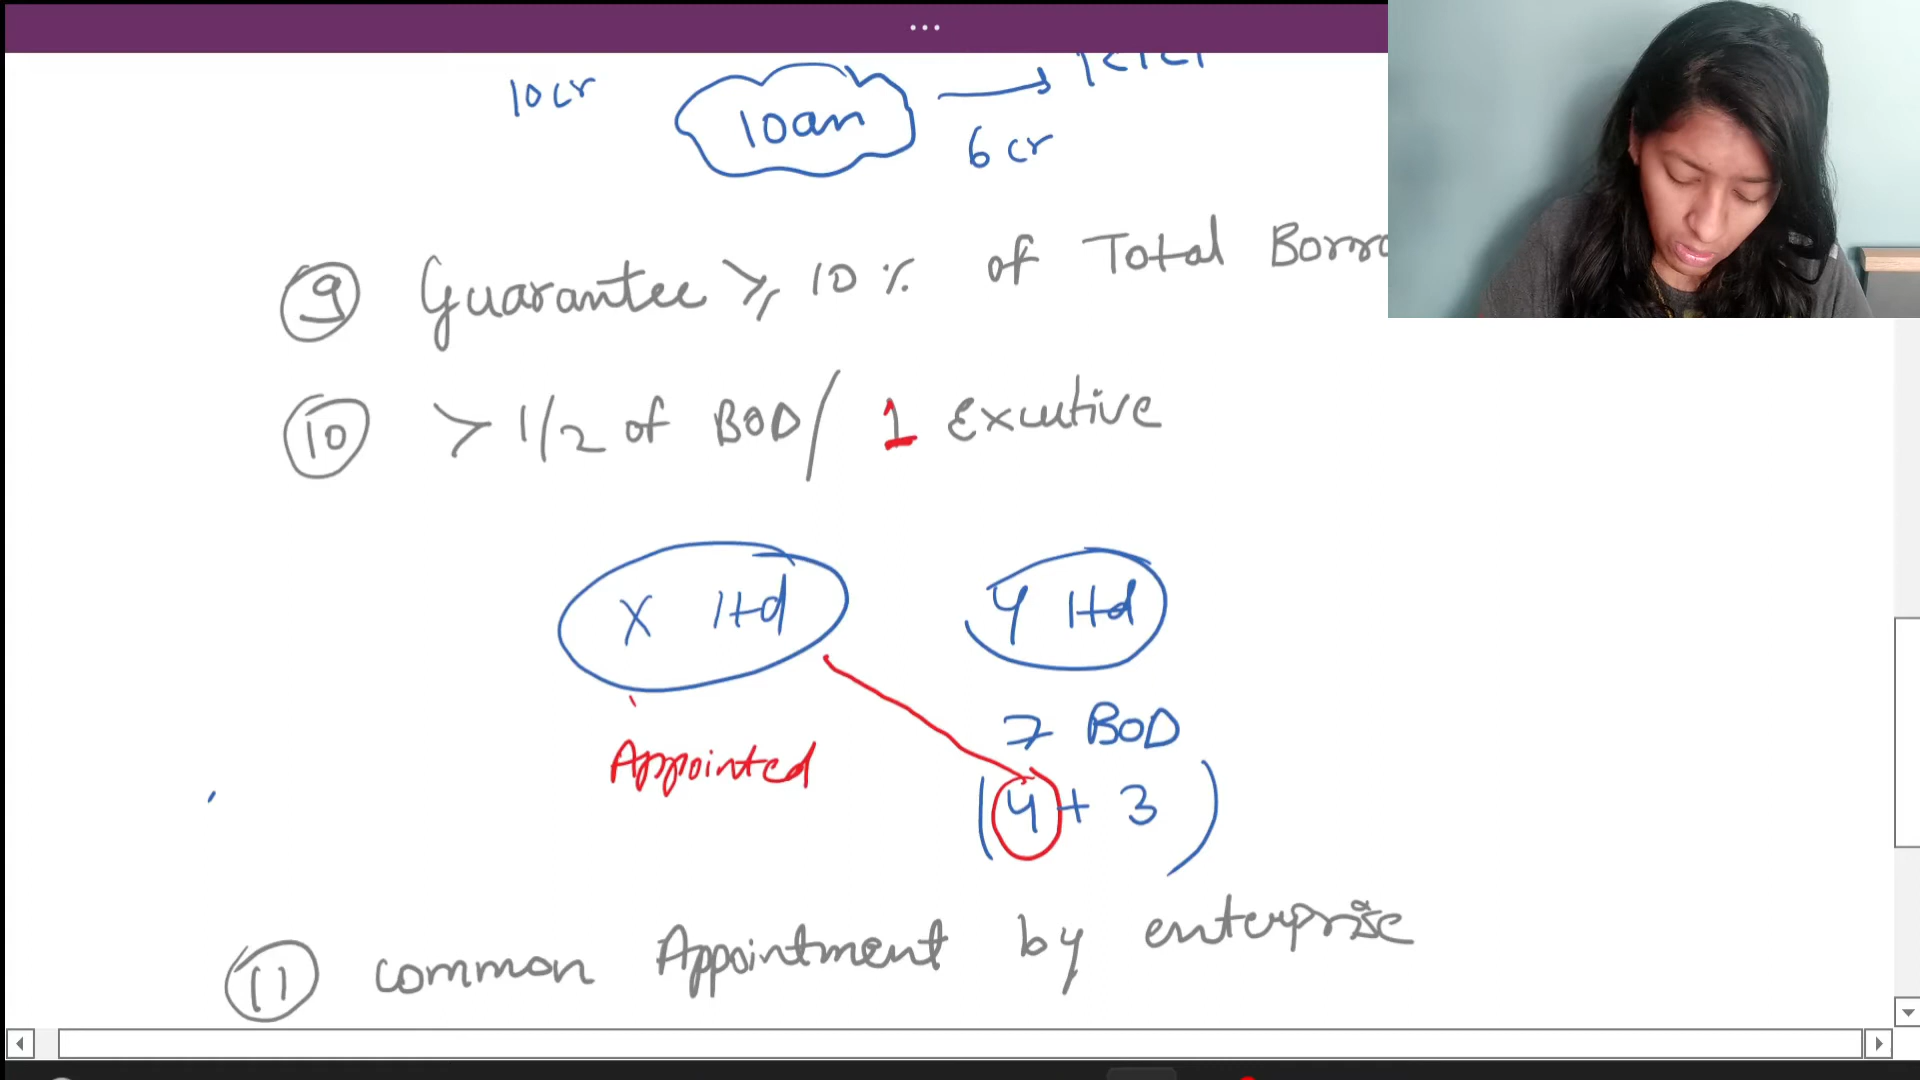 10 cr
loan
6 cr
9 Guarantee ⩾ 10 % of Total Borro
10 > 1/2 of BOD / 1 Excutive
X ltd Y ltd
Appointed
7 BOD
(4 + 3)
11 common Appointment by enterprise